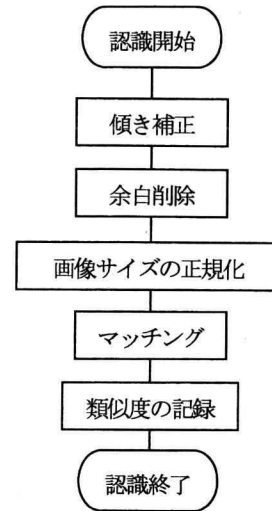 認識開始
傾き補正
余白削除
画像サイズの正規化
マッチング
類似度の記録
認識終了